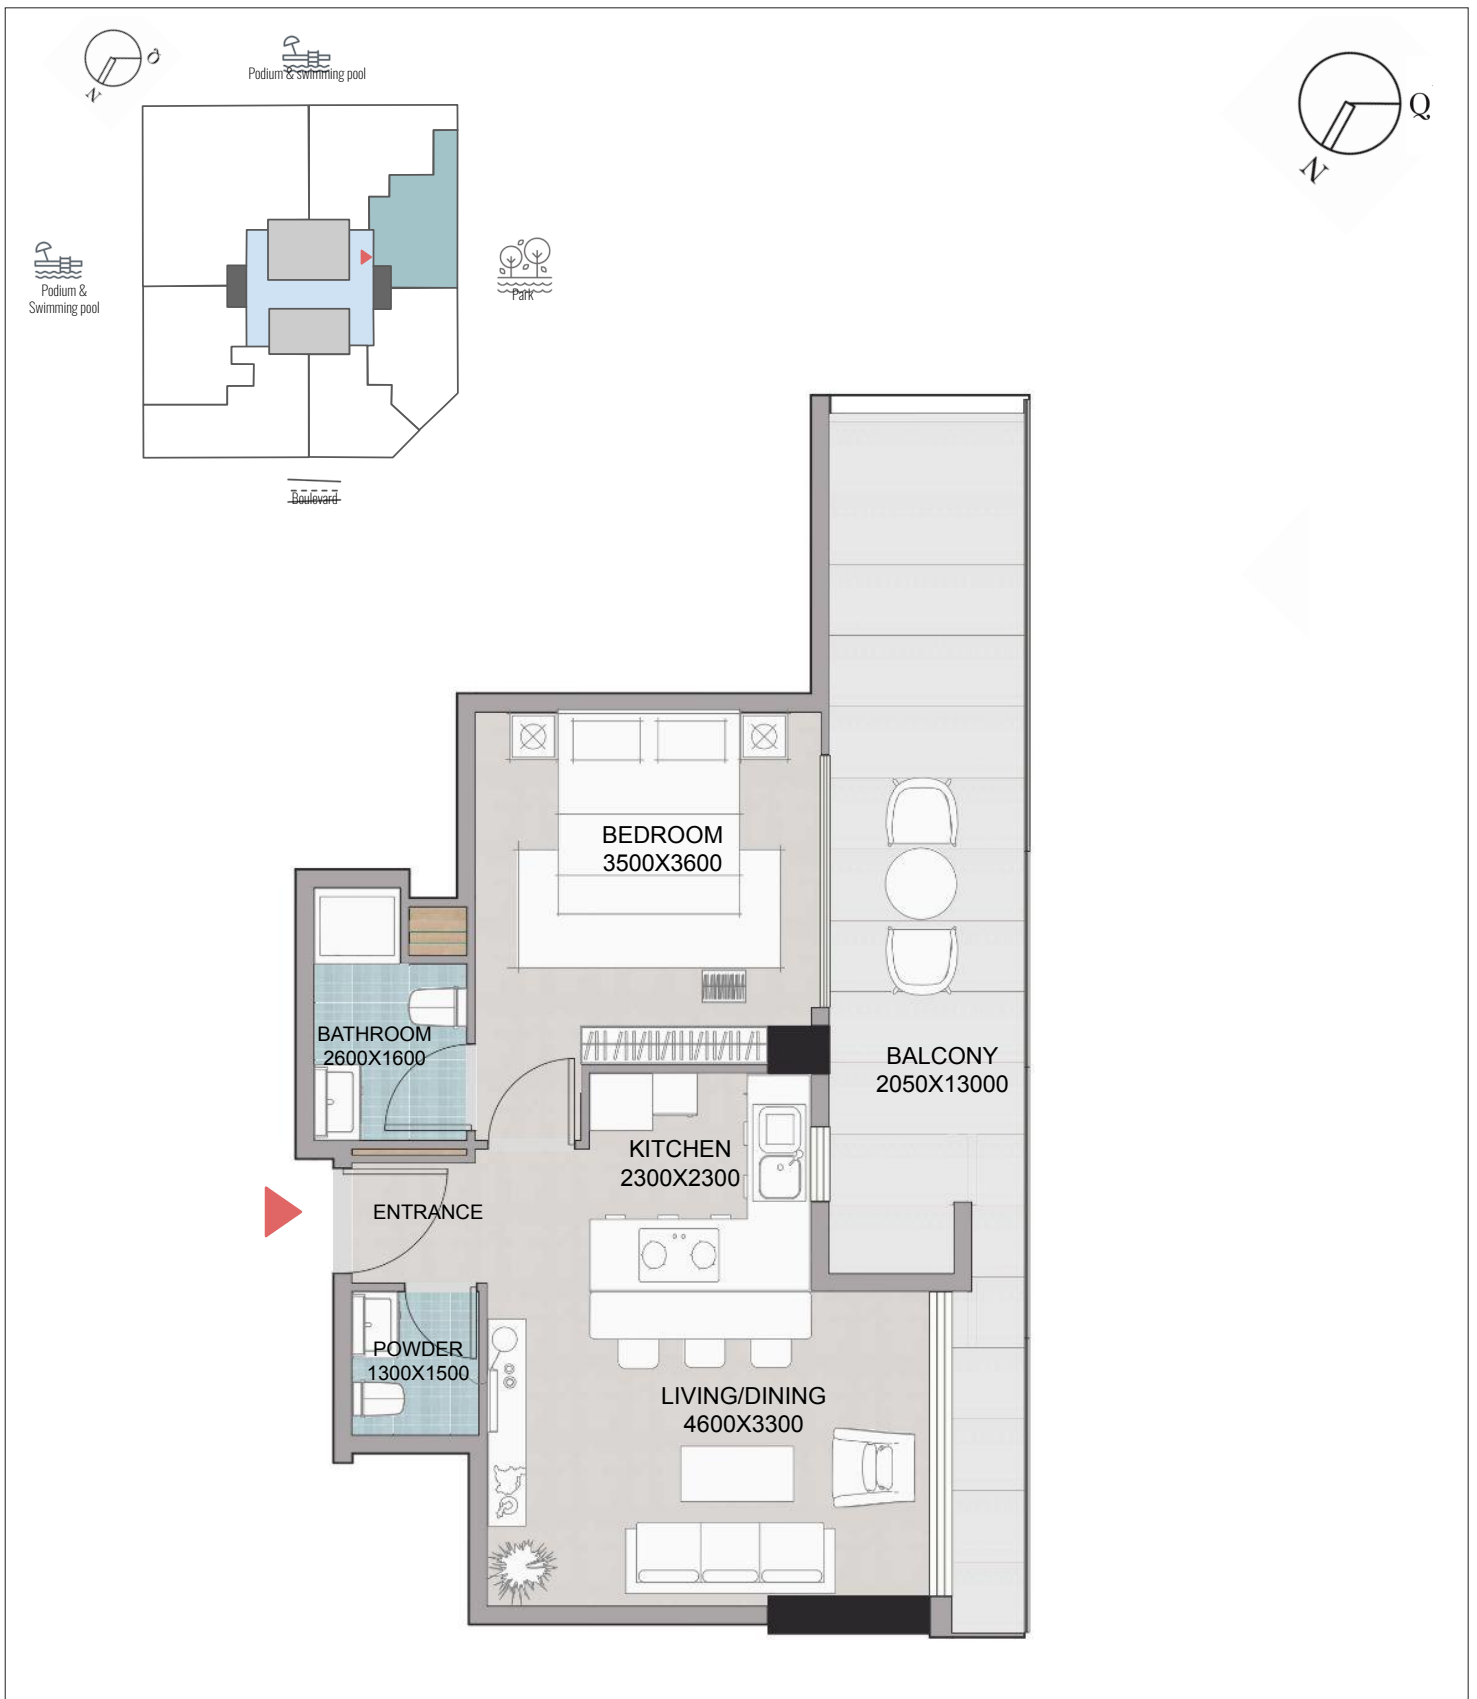 Q
N
Podium & swimming pool
Q
N
Podium &
Swimming pool
Park
Boulevard
BEDROOM
3500X3600
BATHROOM
2600X1600
BALCONY
2050X13000
KITCHEN
2300X2300
ENTRANCE
POWDER
1300X1500
LIVING/DINING
4600X3300